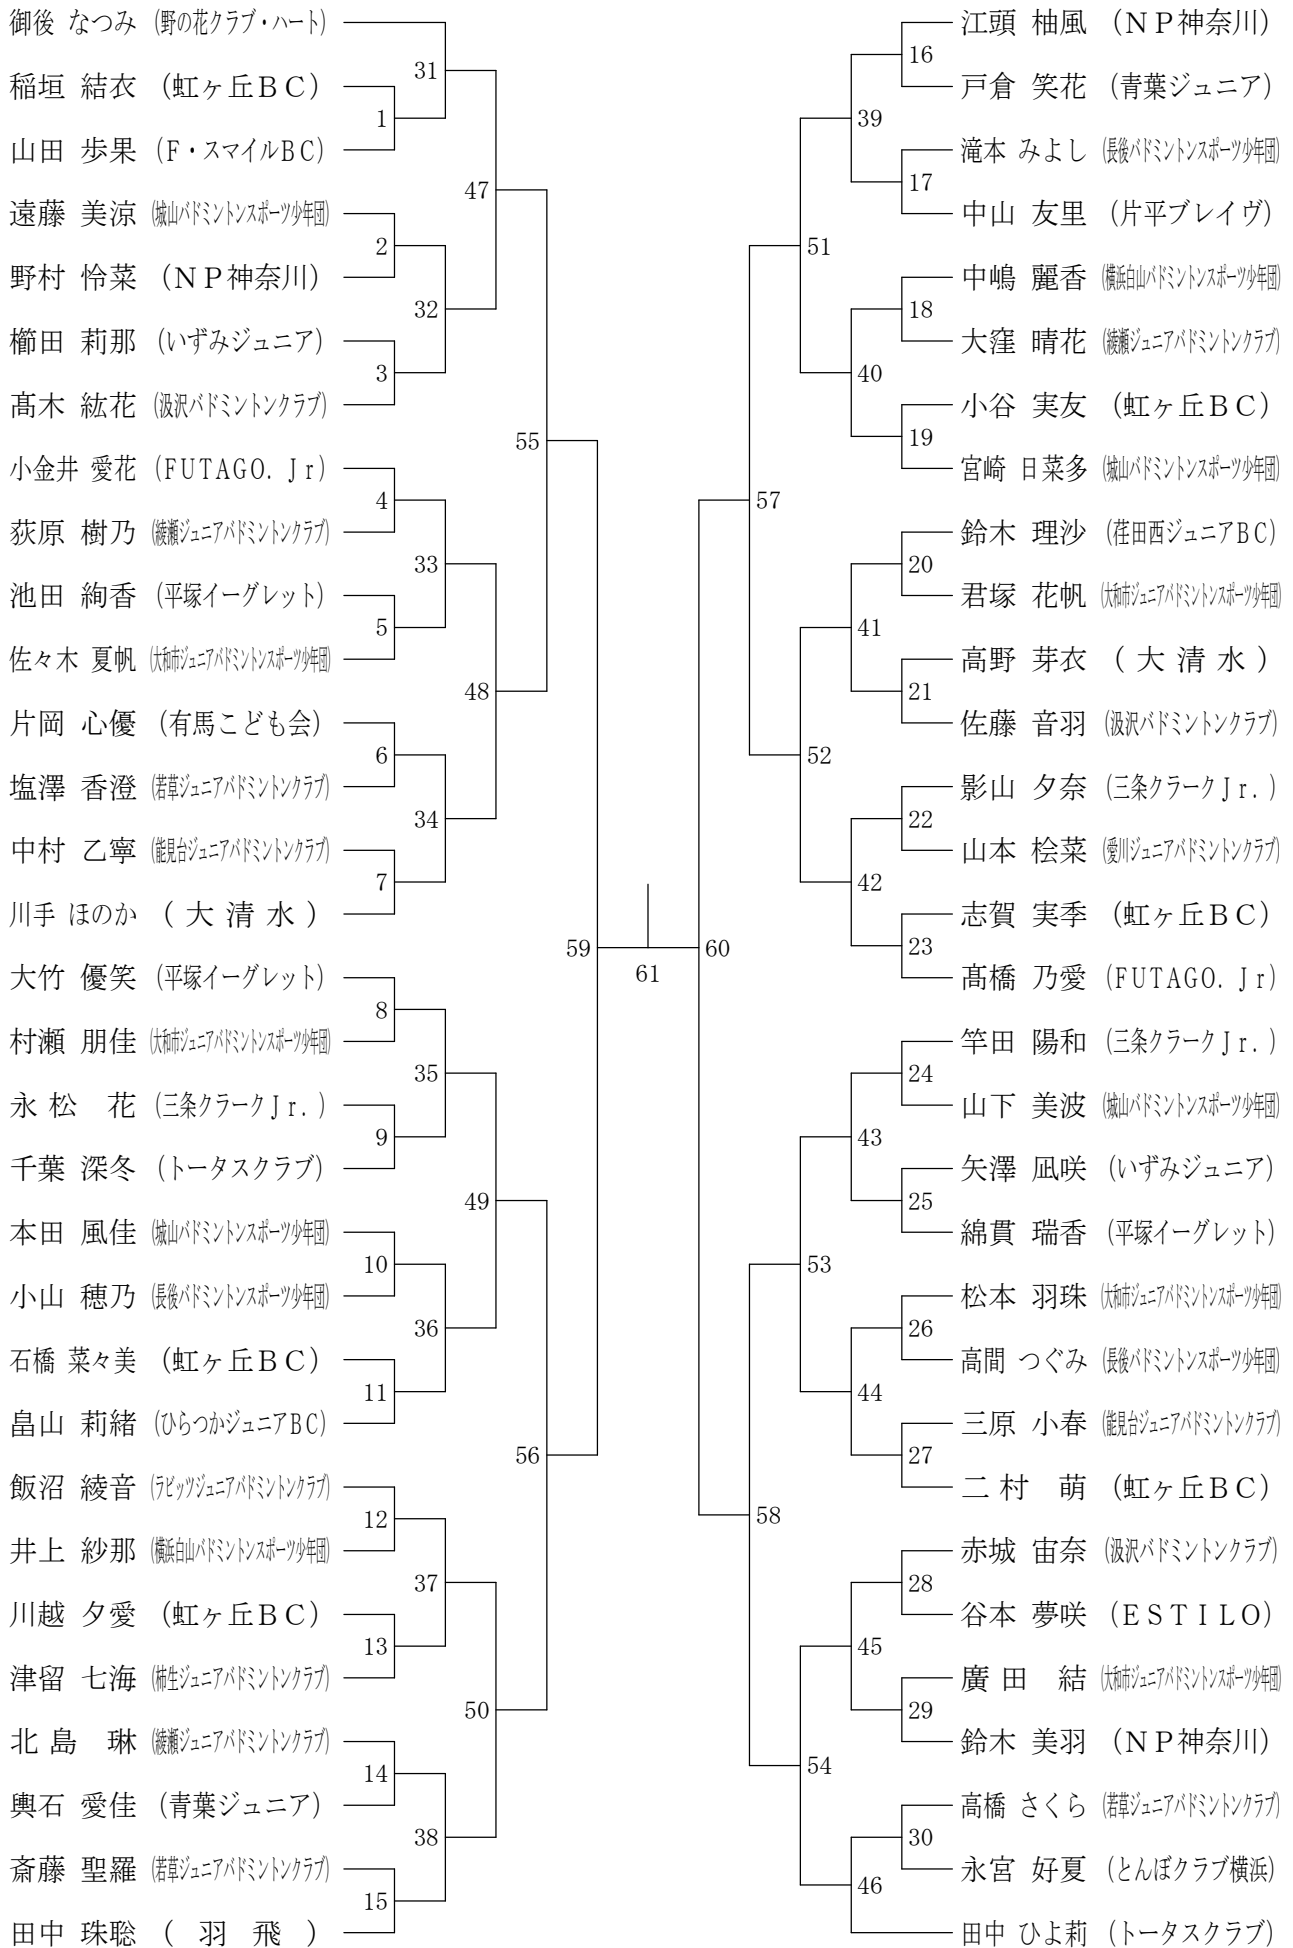 御後 なつみ (野の花クラブ・ハート)
31
稲垣 結衣 (虹ヶ丘BC)
1
山田 歩果 (F・スマイルBC)
47
遠藤 美涼 (城山バドミントンスポーツ少年団)
2
野村 怜菜 (NP神奈川)
32
櫛田 莉那 (いずみジュニア)
3
髙木 紘花 (汲沢バドミントンクラブ)
55
小金井 愛花 (FUTAGO.Jr)
4
荻原 樹乃 (綾瀬ジュニアバドミントンクラブ)
33
池田 絢香 (平塚イーグレット)
5
佐々木 夏帆 (大和市ジュニアバドミントンスポーツ少年団)
48
片岡 心優 (有馬こども会)
6
塩澤 香澄 (若草ジュニアバドミントンクラブ)
34
中村 乙寧 (能見台ジュニアバドミントンクラブ)
7
川手 ほのか (大清水)
59
大竹 優笑 (平塚イーグレット)
8
村瀬 朋佳 (大和市ジュニアバドミントンスポーツ少年団)
35
永松 花 (三条クラークJr.)
9
千葉 深冬 (トータスクラブ)
49
本田 風佳 (城山バドミントンスポーツ少年団)
10
小山 穂乃 (長後バドミントンスポーツ少年団)
36
石橋 菜々美 (虹ヶ丘BC)
11
畠山 莉緒 (ひらつかジュニアBC)
56
飯沼 綾音 (ラビッツジュニアバドミントンクラブ)
12
井上 紗那 (横浜白山バドミントンスポーツ少年団)
37
川越 夕愛 (虹ヶ丘BC)
13
津留 七海 (柿生ジュニアバドミントンクラブ)
50
北島 琳 (綾瀬ジュニアバドミントンクラブ)
14
輿石 愛佳 (青葉ジュニア)
38
斎藤 聖羅 (若草ジュニアバドミントンクラブ)
15
田中 珠聡 (羽飛)
61
江頭 柚風 (NP神奈川)
16
戸倉 笑花 (青葉ジュニア)
39
滝本 みよし (長後バドミントンスポーツ少年団)
17
中山 友里 (片平ブレイヴ)
51
中嶋 麗香 (横浜白山バドミントンスポーツ少年団)
18
大窪 晴花 (綾瀬ジュニアバドミントンクラブ)
40
小谷 実友 (虹ヶ丘BC)
19
宮崎 日菜多 (城山バドミントンスポーツ少年団)
57
鈴木 理沙 (荏田西ジュニアBC)
20
君塚 花帆 (大和市ジュニアバドミントンスポーツ少年団)
41
高野 芽衣 (大清水)
21
佐藤 音羽 (汲沢バドミントンクラブ)
52
影山 夕奈 (三条クラークJr.)
22
山本 桧菜 (愛川ジュニアバドミントンクラブ)
42
志賀 実季 (虹ヶ丘BC)
23
髙橋 乃愛 (FUTAGO.Jr)
60
竿田 陽和 (三条クラークJr.)
24
山下 美波 (城山バドミントンスポーツ少年団)
43
矢澤 凪咲 (いずみジュニア)
25
綿貫 瑞香 (平塚イーグレット)
53
松本 羽珠 (大和市ジュニアバドミントンスポーツ少年団)
26
高間 つぐみ (長後バドミントンスポーツ少年団)
44
三原 小春 (能見台ジュニアバドミントンクラブ)
27
二村 萌 (虹ヶ丘BC)
58
赤城 宙奈 (汲沢バドミントンクラブ)
28
谷本 夢咲 (ESTILO)
45
廣田 結 (大和市ジュニアバドミントンスポーツ少年団)
29
鈴木 美羽 (NP神奈川)
54
高橋 さくら (若草ジュニアバドミントンクラブ)
30
永宮 好夏 (とんぼクラブ横浜)
46
田中 ひよ莉 (トータスクラブ)